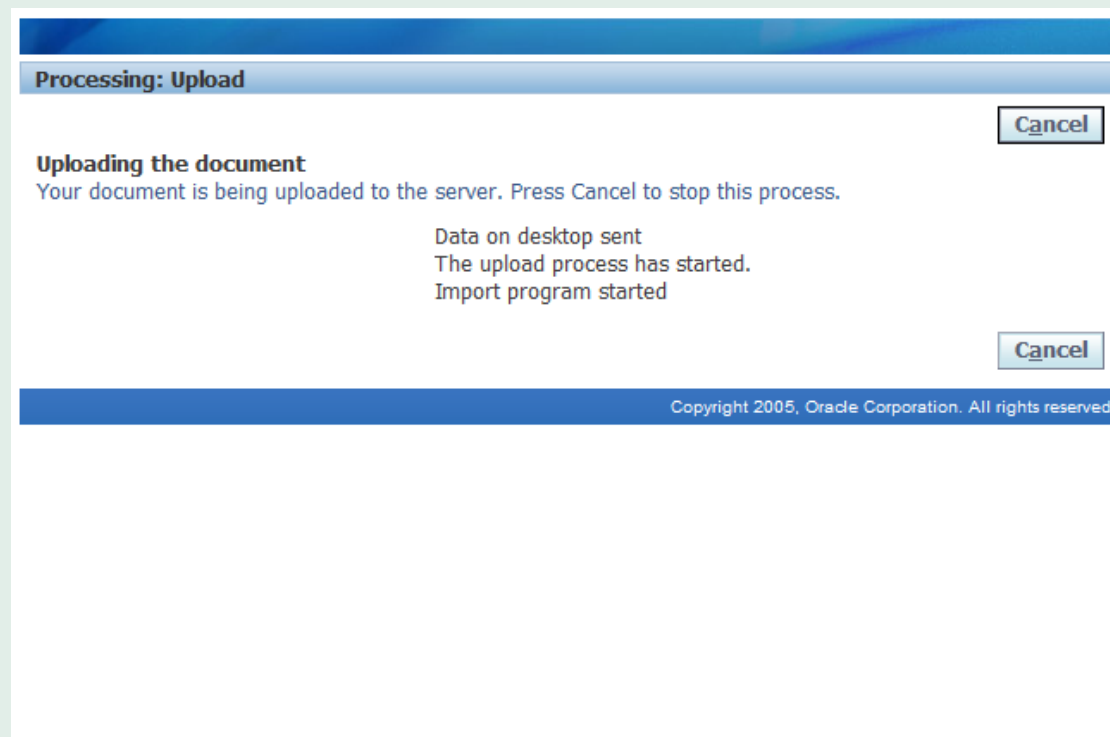 Processing: Upload
Cancel
Uploading the document
Your document is being uploaded to the server. Press Cancel to stop this process.
Data on desktop sent
The upload process has started.
Import program started
Cancel
Copyright 2005, Oracle Corporation. All rights reserved